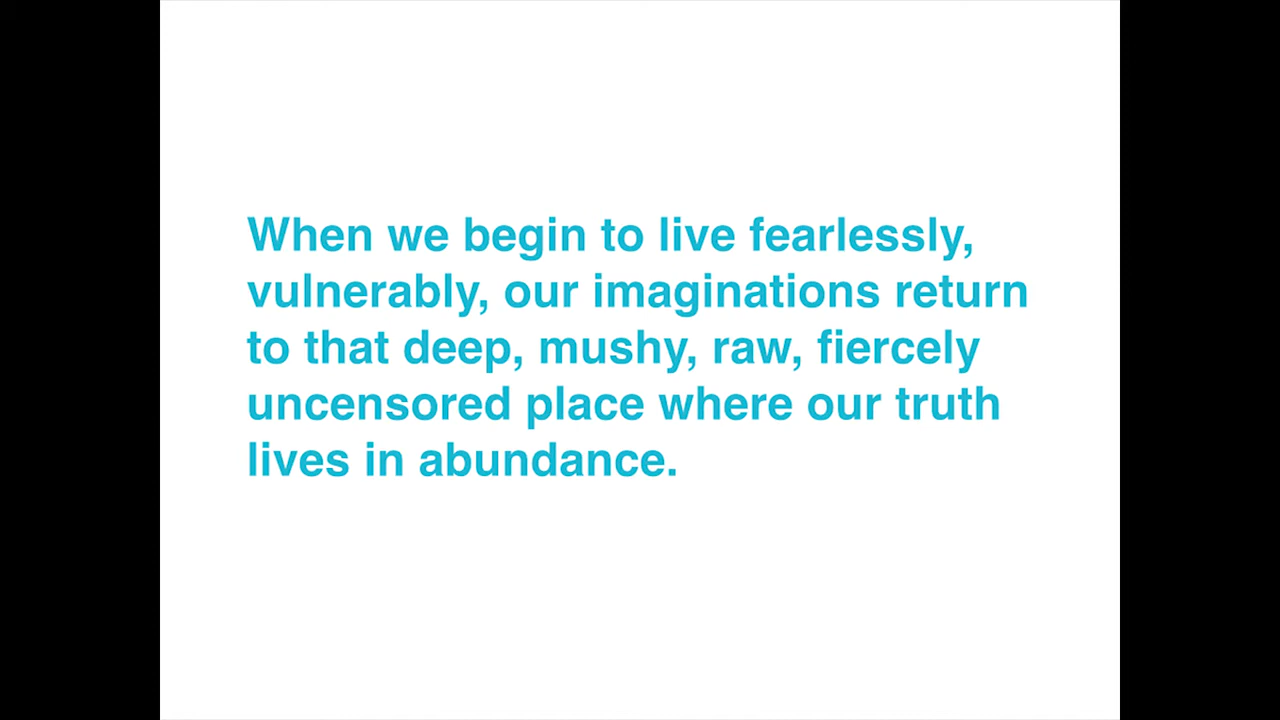 When we begin to live fearlessly,
vulnerably, our imaginations return
to that deep, mushy, raw, fiercely
uncensored place where our truth
lives in abundance.